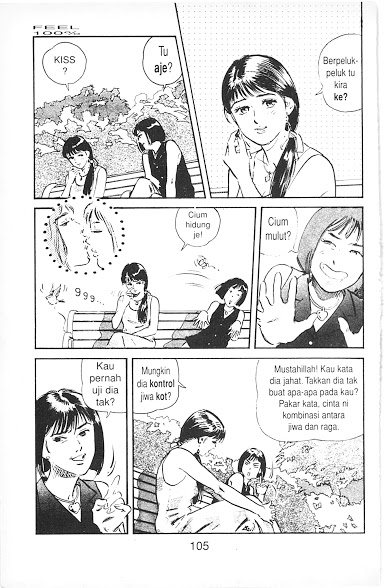 FEEL
100%
KISS
?
Tu
aje?
Berpeluk-
peluk tu
kira
ke?
Cium
hidung
je!
999...
Cium
mulut?
Kau
pernah
uji dia
tak?
Mungkin
dia kontrol
jiwa kot?
Mustahillah! Kau kata
dia jahat. Takkan dia tak
buat apa-apa pada kau?
Pakar kata, cinta ni
kombinasi antara
jiwa dan raga.
105